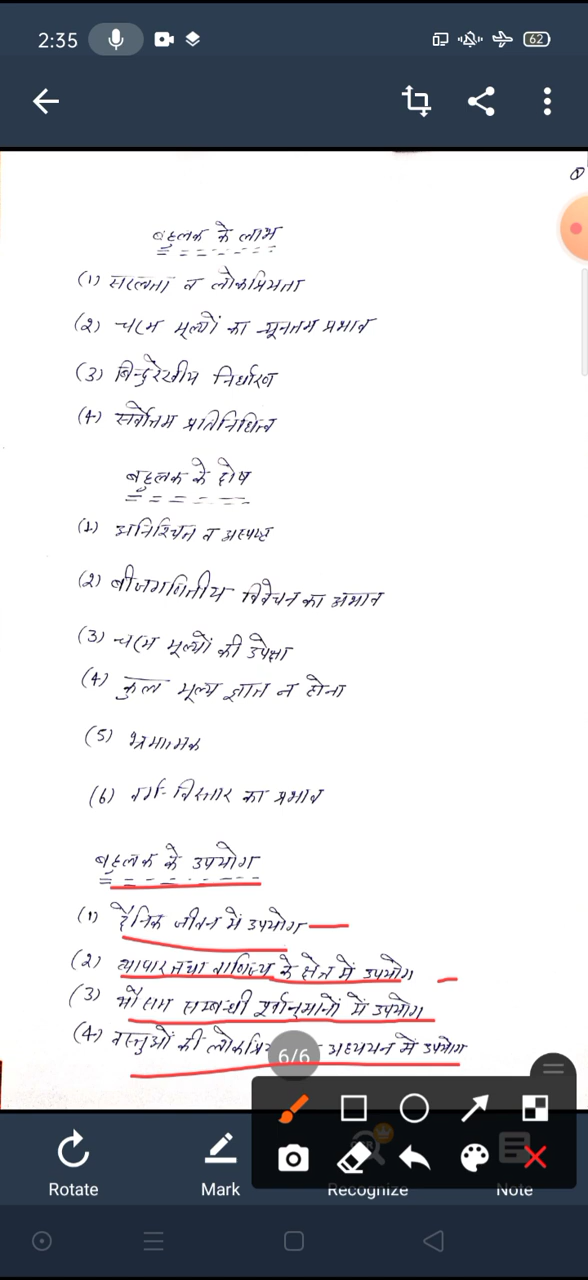 2:35
62
बहुलक के लाभ
(1) सरलता व लोकप्रियता
(2) चरम मूल्यों का न्यूनतम प्रभाव
(3) बिन्दुरेखीय निर्धारण
(4) सर्वोत्तम प्रतिनिधित्व
बहुलक के दोष
(1) अनिश्चित व अस्पष्ट
(2) बीजगणितीय विवेचन का अभाव
(3) चरम मूल्यों की उपेक्षा
(4) कुल मूल्य ज्ञात न होना
(5) भ्रमात्मक
(6) वर्ग-विस्तार का प्रभाव
बहुलक के उपयोग
(1) दैनिक जीवन में उपयोग
(2) व्यापार तथा वाणिज्य के क्षेत्र में उपयोग
(3) मौसम सम्बन्धी पूर्वानुमानों में उपयोग
(4) वस्तुओं की अध्ययन में उपयोग
6/6
Rotate
Mark
Recognize
Note